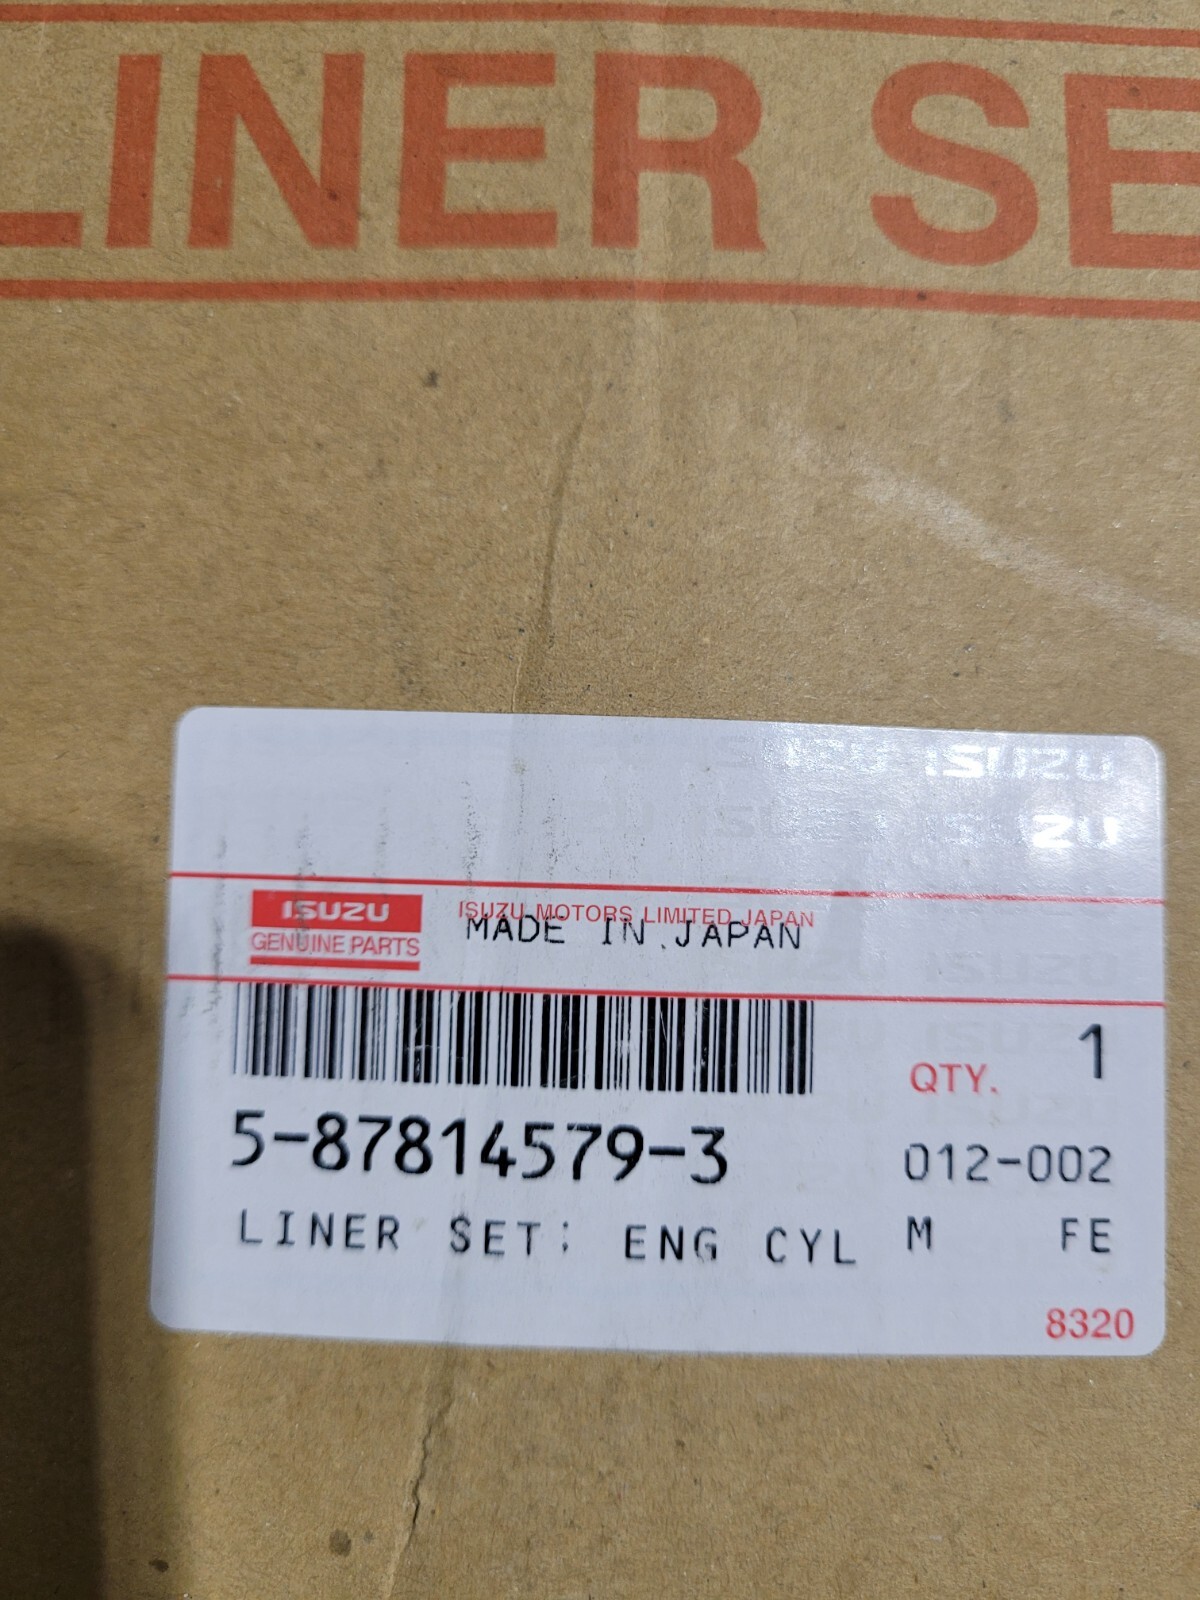 LINER SE
ISUZU
ISUZU
GENUINE PARTS
ISUZU MOTORS LIMITED JAPAN
MADE IN JAPAN
QTY. 1
5-87814579-3 012-002
LINER SET; ENG CYL M FE
8320